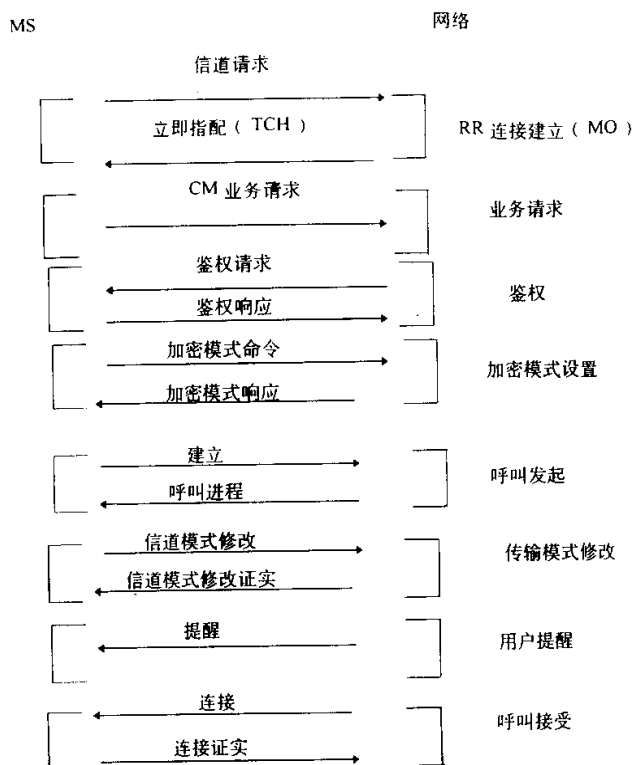 MS 网络
信道请求
立即指配（TCH） RR 连接建立（MO）
CM 业务请求
业务请求
鉴权请求
鉴权
鉴权响应
加密模式命令
加密模式设置
加密模式响应
建立
呼叫发起
呼叫进程
信道模式修改
传输模式修改
信道模式修改证实
提醒
用户提醒
连接
呼叫接受
连接证实